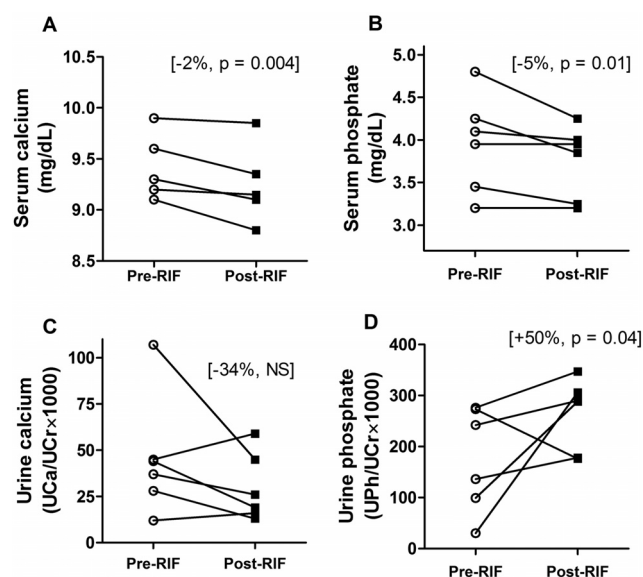 A
[-2%, p = 0.004]
Serum calcium
(mg/dL)
10.5
10.0
9.5
9.0
8.5
Pre-RIF Post-RIF
B
[-5%, p = 0.01]
Serum phosphate
(mg/dL)
5.0
4.5
4.0
3.5
3.0
Pre-RIF Post-RIF
C
[-34%, NS]
Urine calcium
(UCa/UCr×1000)
100
75
50
25
0
Pre-RIF Post-RIF
D
[+50%, p = 0.04]
Urine phosphate
(UPh/UCr×1000)
400
300
200
100
0
Pre-RIF Post-RIF